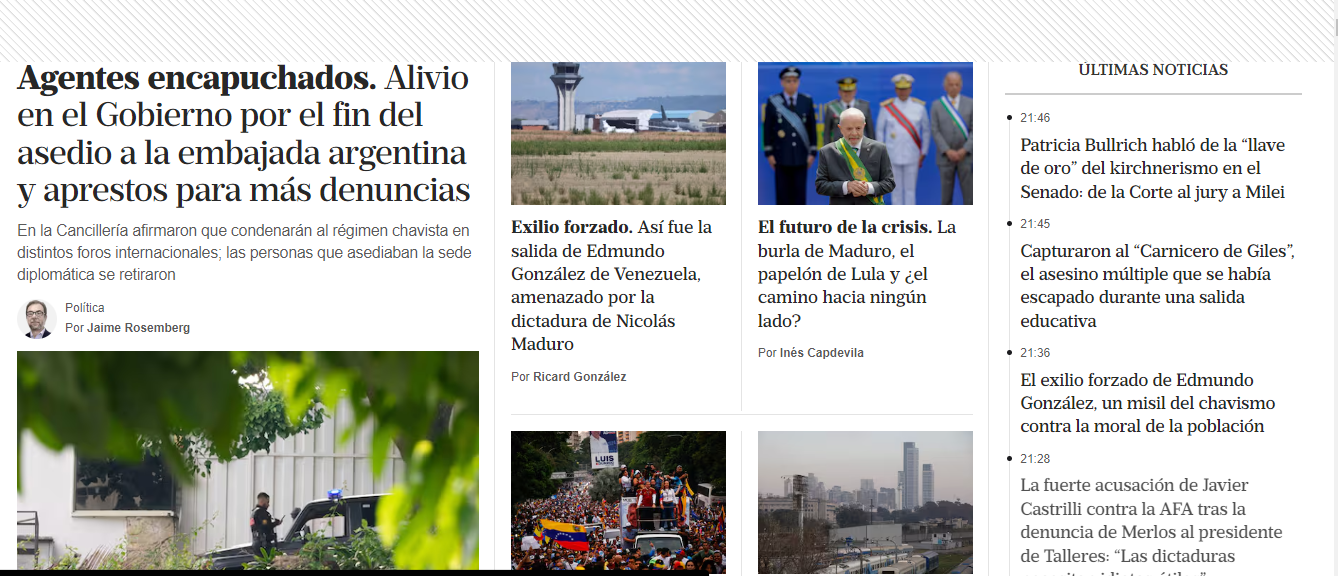 Agentes encapuchados. Alivio
en el Gobierno por el fin del
asedio a la embajada argentina
y aprestos para más denuncias
En la Cancillería afirmaron que condenarán al régimen chavista en
distintos foros internacionales; las personas que asediaban la sede
diplomática se retiraron
Política
Por Jaime Rosemberg
Exilio forzado. Así fue la
salida de Edmundo
González de Venezuela,
amenazado por la
dictadura de Nicolás
Maduro
Por Ricard González
LUIS
El futuro de la crisis. La
burla de Maduro, el
papelón de Lula y ¿el
camino hacia ningún
lado?
Por Inés Capdevila
ÚLTIMAS NOTICIAS
21:46
Patricia Bullrich habló de la “llave
de oro” del kirchnerismo en el
Senado: de la Corte al jury a Milei
21:45
Capturaron al “Carnicero de Giles”,
el asesino múltiple que se había
escapado durante una salida
educativa
21:36
El exilio forzado de Edmundo
González, un misil del chavismo
contra la moral de la población
21:28
La fuerte acusación de Javier
Castrilli contra la AFA tras la
denuncia de Merlos al presidente
de Talleres: “Las dictaduras